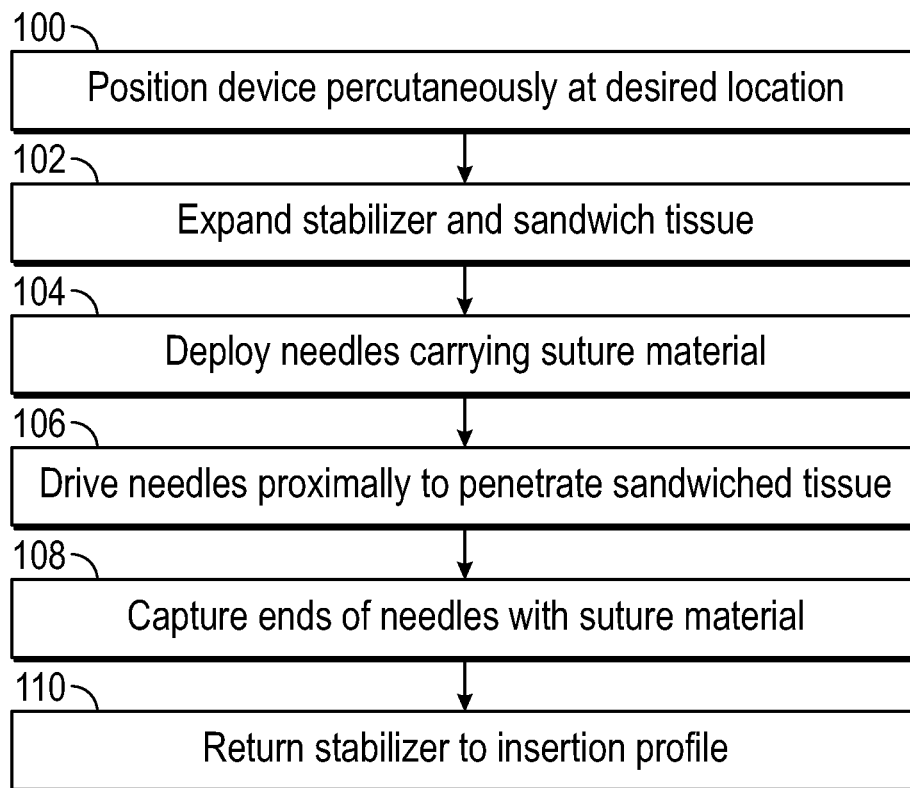 100
Position device percutaneously at desired location
102
Expand stabilizer and sandwich tissue
104
Deploy needles carrying suture material
106
Drive needles proximally to penetrate sandwiched tissue
108
Capture ends of needles with suture material
110
Return stabilizer to insertion profile